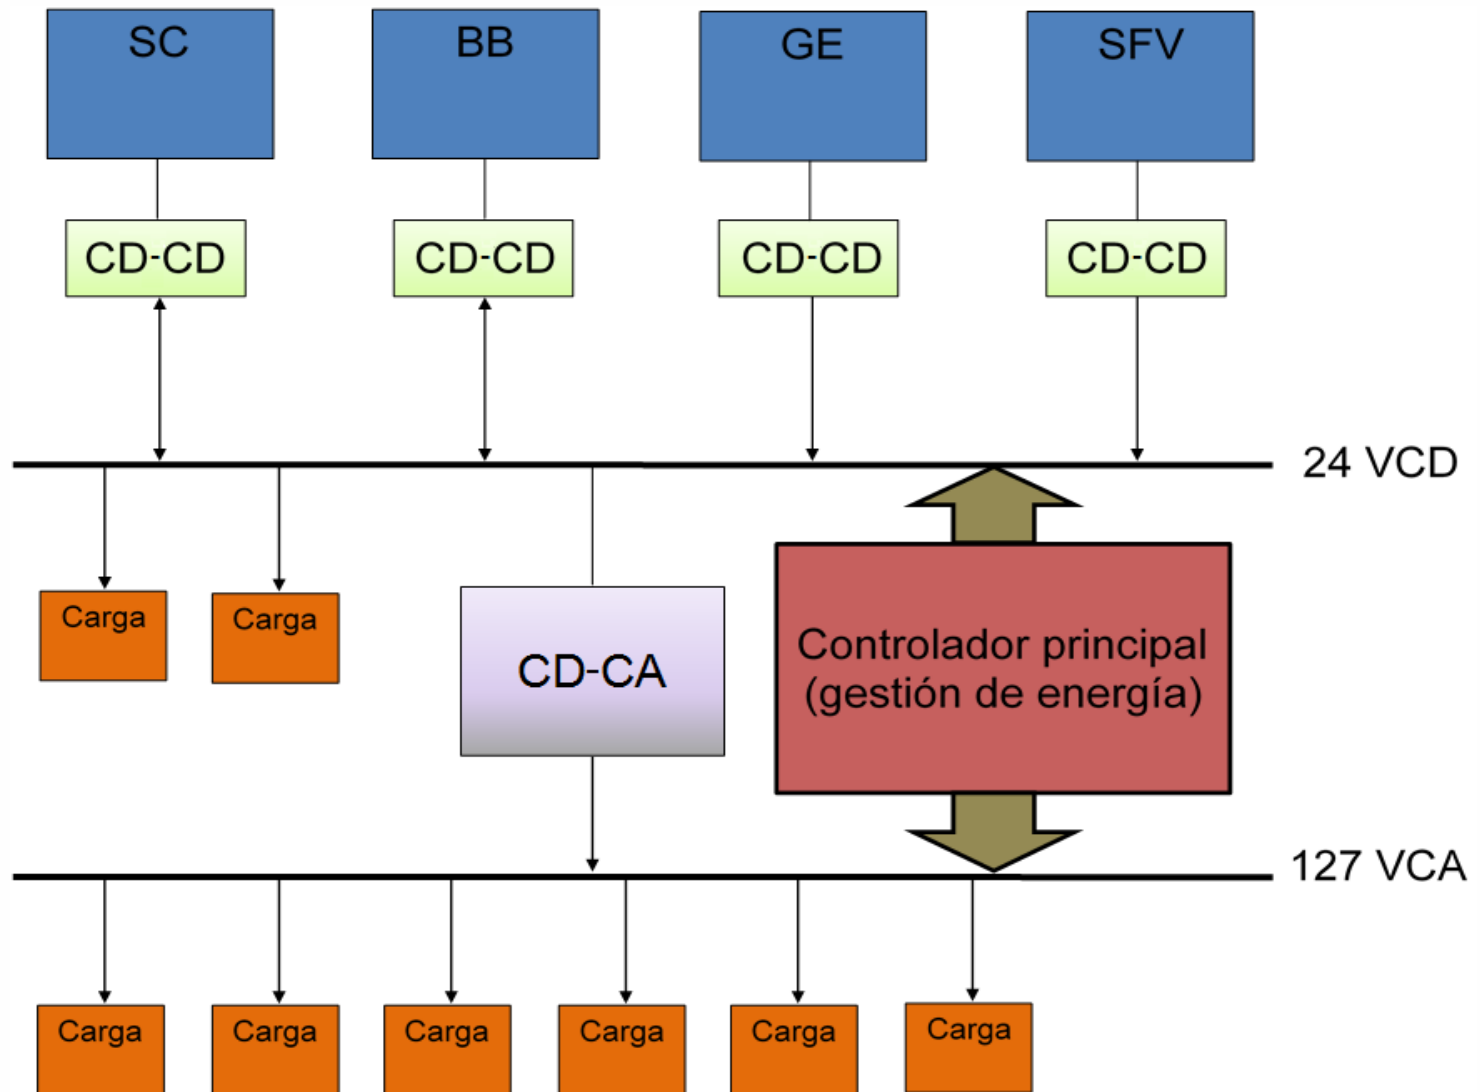 SC
BB
GE
SFV
CD-CD
CD-CD
CD-CD
CD-CD
24 VCD
Carga
Carga
CD-CA
Controlador principal
(gestión de energía)
127 VCA
Carga
Carga
Carga
Carga
Carga
Carga